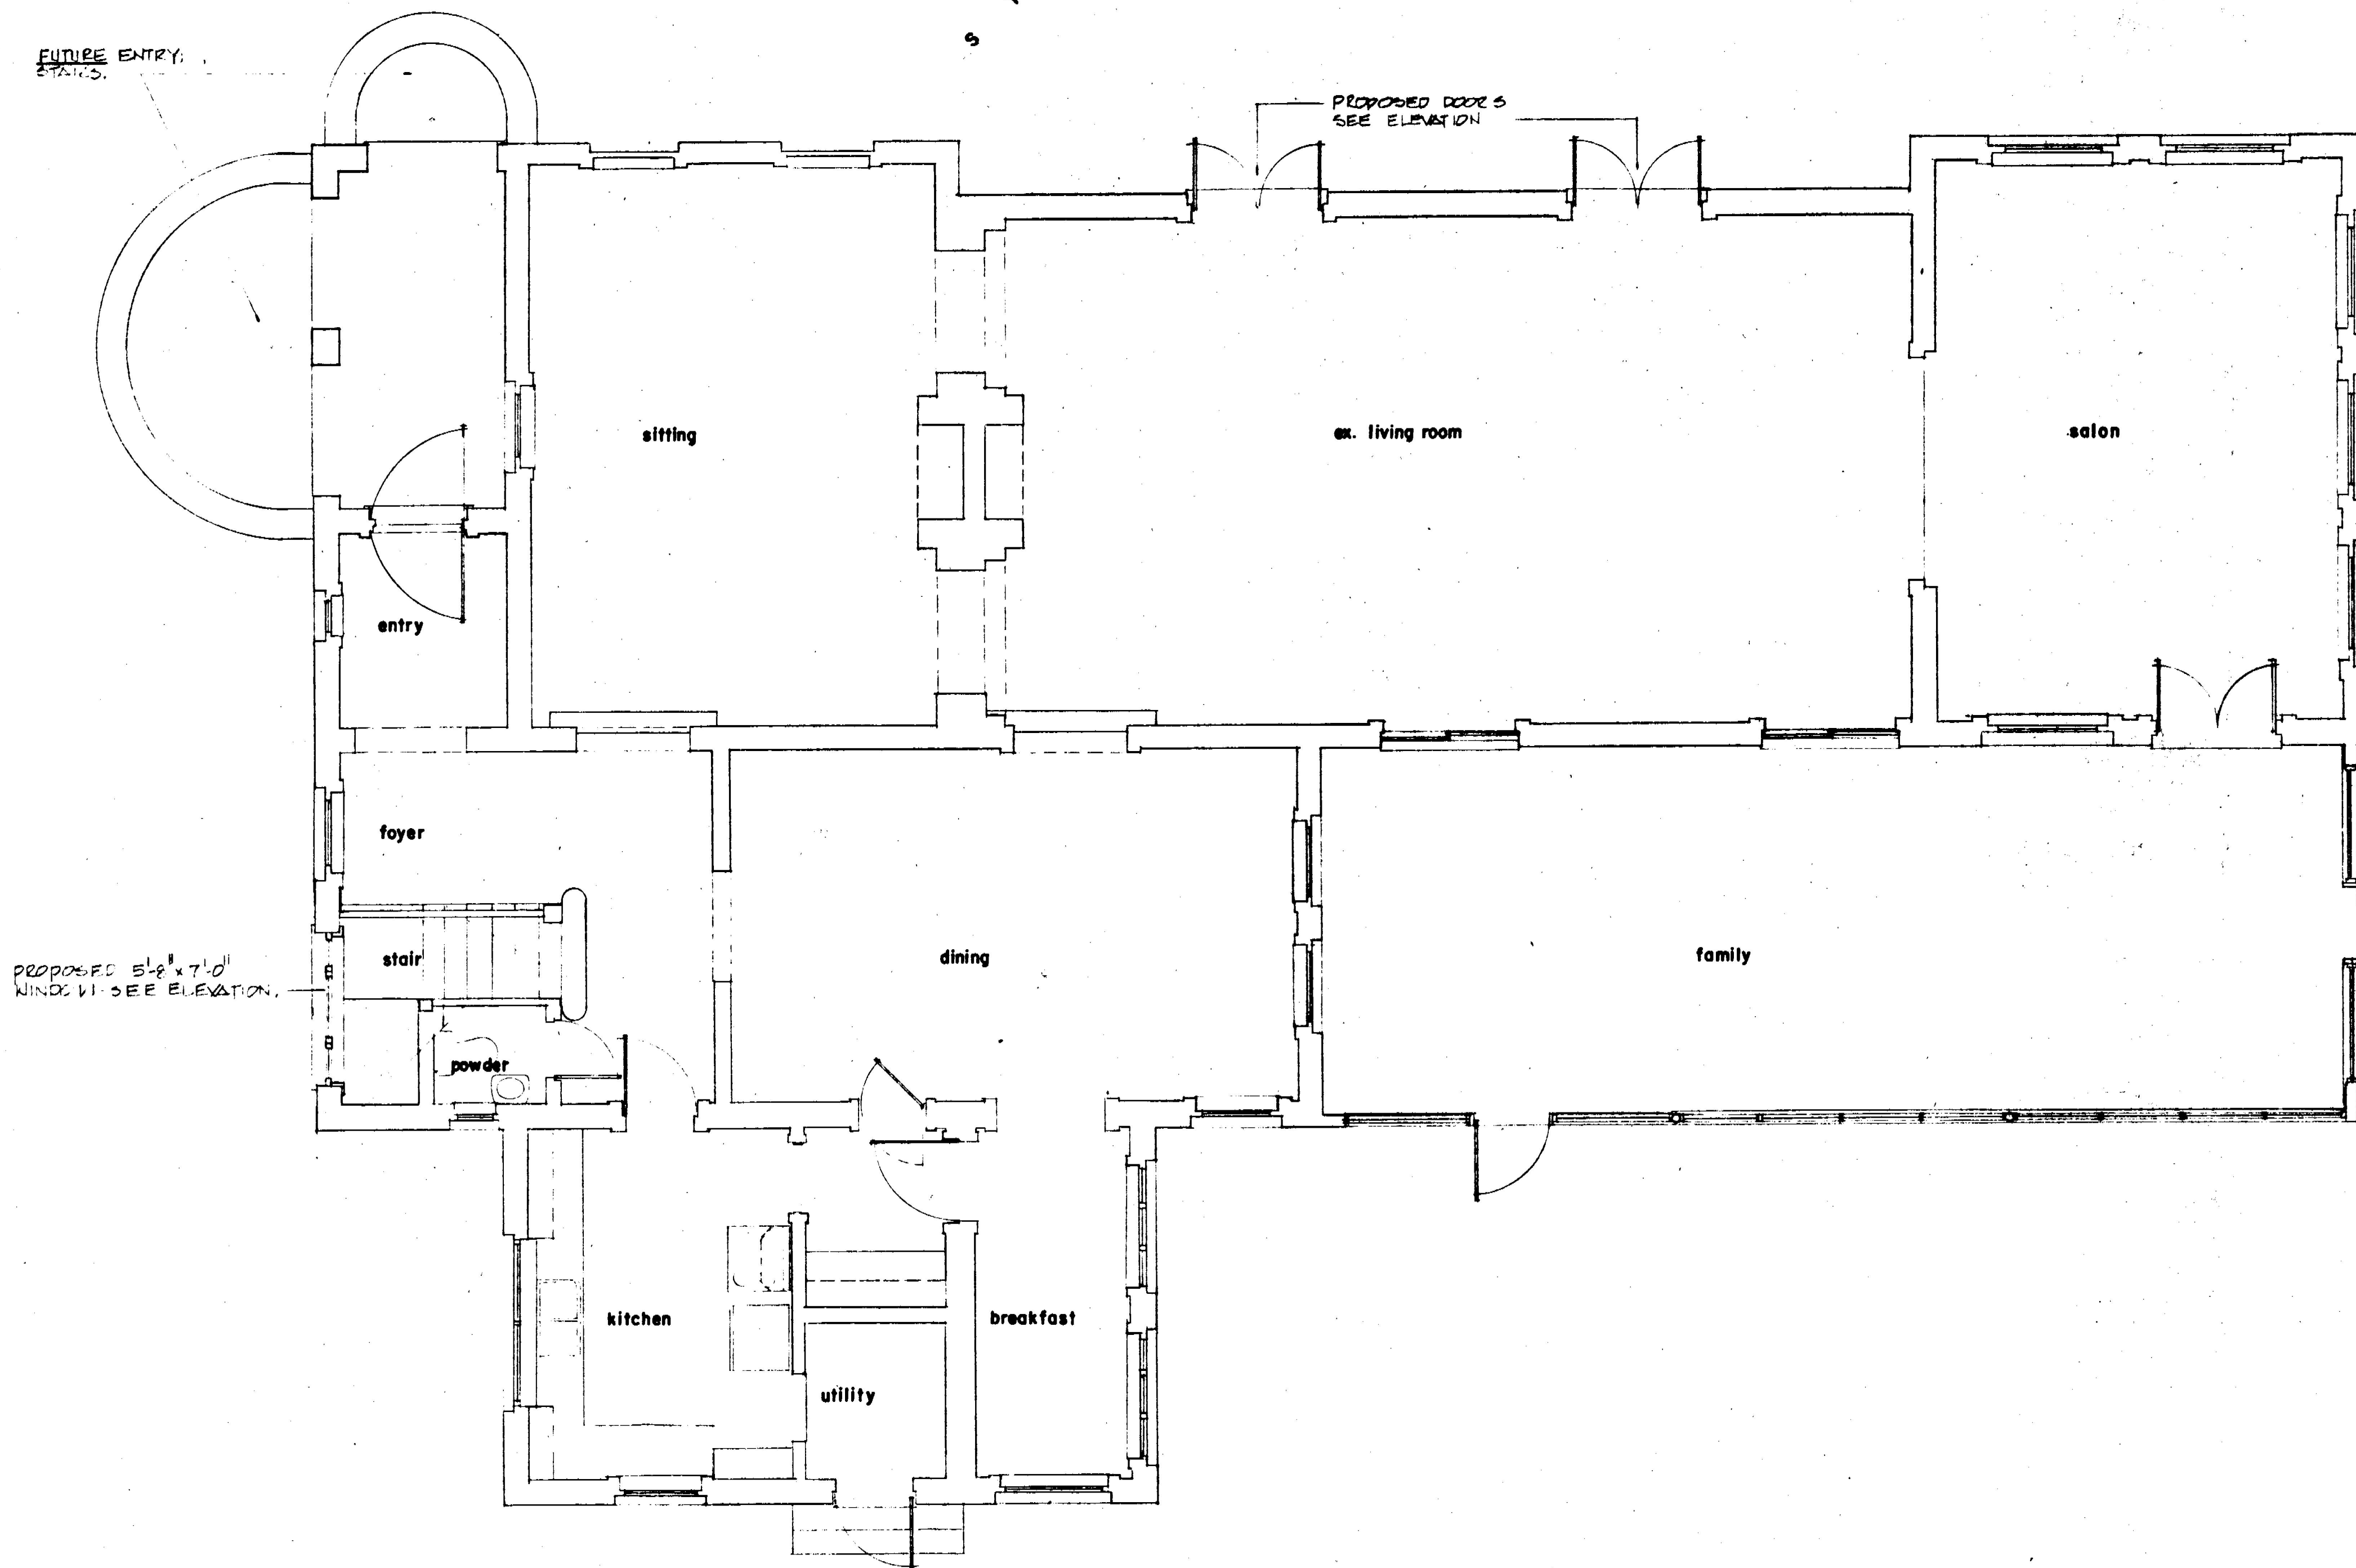 FUTURE ENTRY
STAIRS.
S
PROPOSED DOORS
SEE ELEVATION
sitting
ex. living room
salon
entry
foyer
stair
PROPOSED 5'-8" x 7'-0"
WINDOW - SEE ELEVATION.
dining
family
powder
kitchen
breakfast
utility